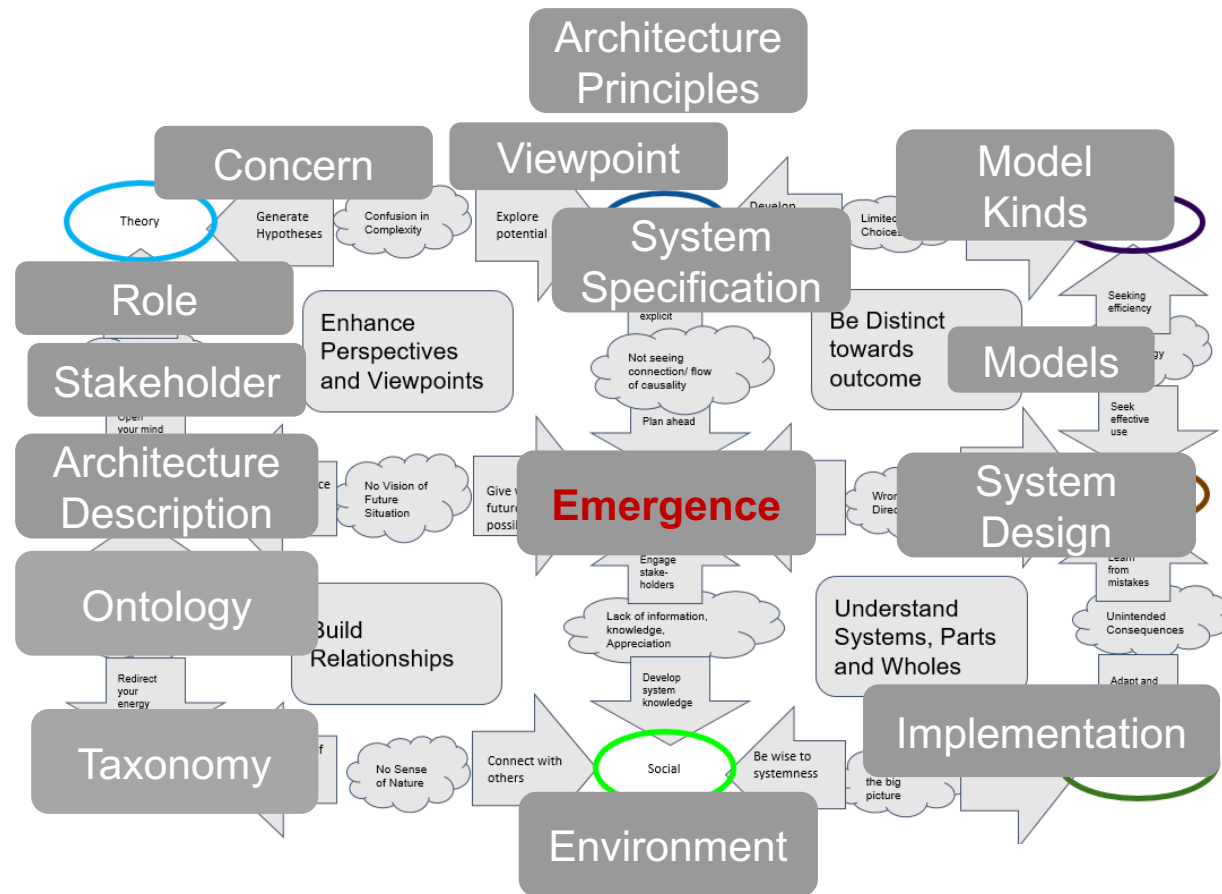 Architecture
Principles
Concern
Viewpoint
Model
Kinds
Theory
Generate
Hypotheses
Confusion in
Complexity
Explore
potential
Develop
Limited
Choices
System
Specification
explicit
Role
Enhance
Perspectives
and Viewpoints
Be Distinct
towards
outcome
Seeking
efficiency
Not seeing
connection/ flow
of causality
Stakeholder
Models
Open
your mind
Plan ahead
Seek
effective
use
Architecture
Description
No Vision of
Future
Situation
Give
future
Emergence
System
Design
Engage
stake-
holders
Learn
from
mistakes
Ontology
Build
Relationships
Lack of information,
knowledge,
Appreciation
Understand
Systems, Parts
and Wholes
Unintended
Consequences
Redirect
your
energy
Develop
system
knowledge
Adapt and
Taxonomy
Implementation
of
No Sense
of Nature
Connect with
others
Social
Be wise to
systemness
the big
picture
Environment